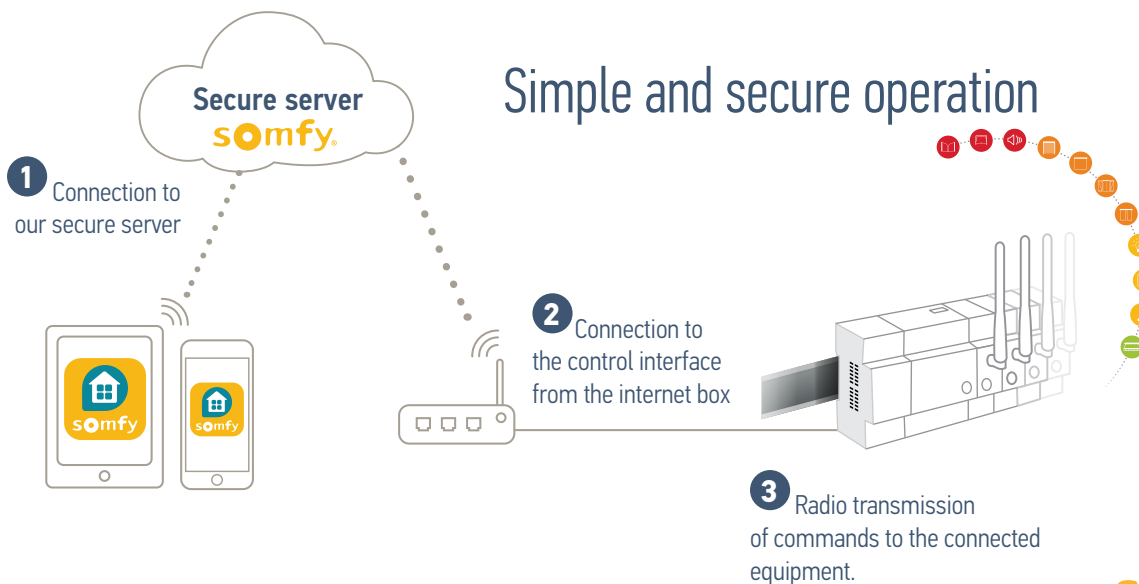 Simple and secure operation
Secure server
somfy®
1 Connection to
our secure server
somfy
somfy
2 Connection to
the control interface
from the internet box
3 Radio transmission
of commands to the connected
equipment.